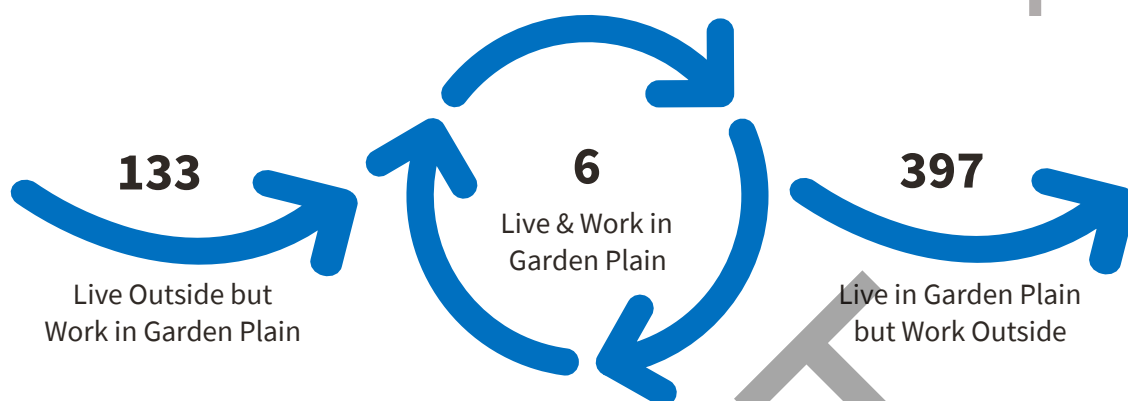 133
Live Outside but
Work in Garden Plain
6
Live & Work in
Garden Plain
397
Live in Garden Plain
but Work Outside